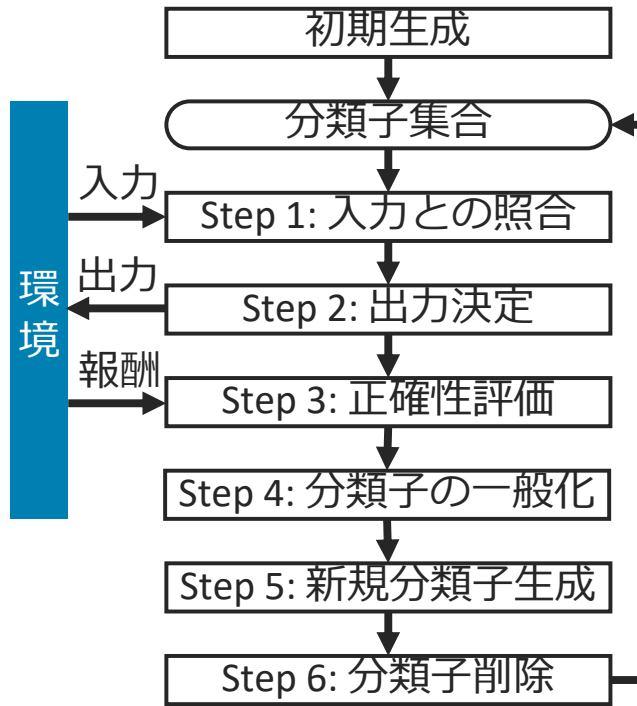 初期生成
分類子集合
入力
Step 1: 入力との照合
出力
Step 2: 出力決定
環境
報酬
Step 3: 正確性評価
Step 4: 分類子の一般化
Step 5: 新規分類子生成
Step 6: 分類子削除